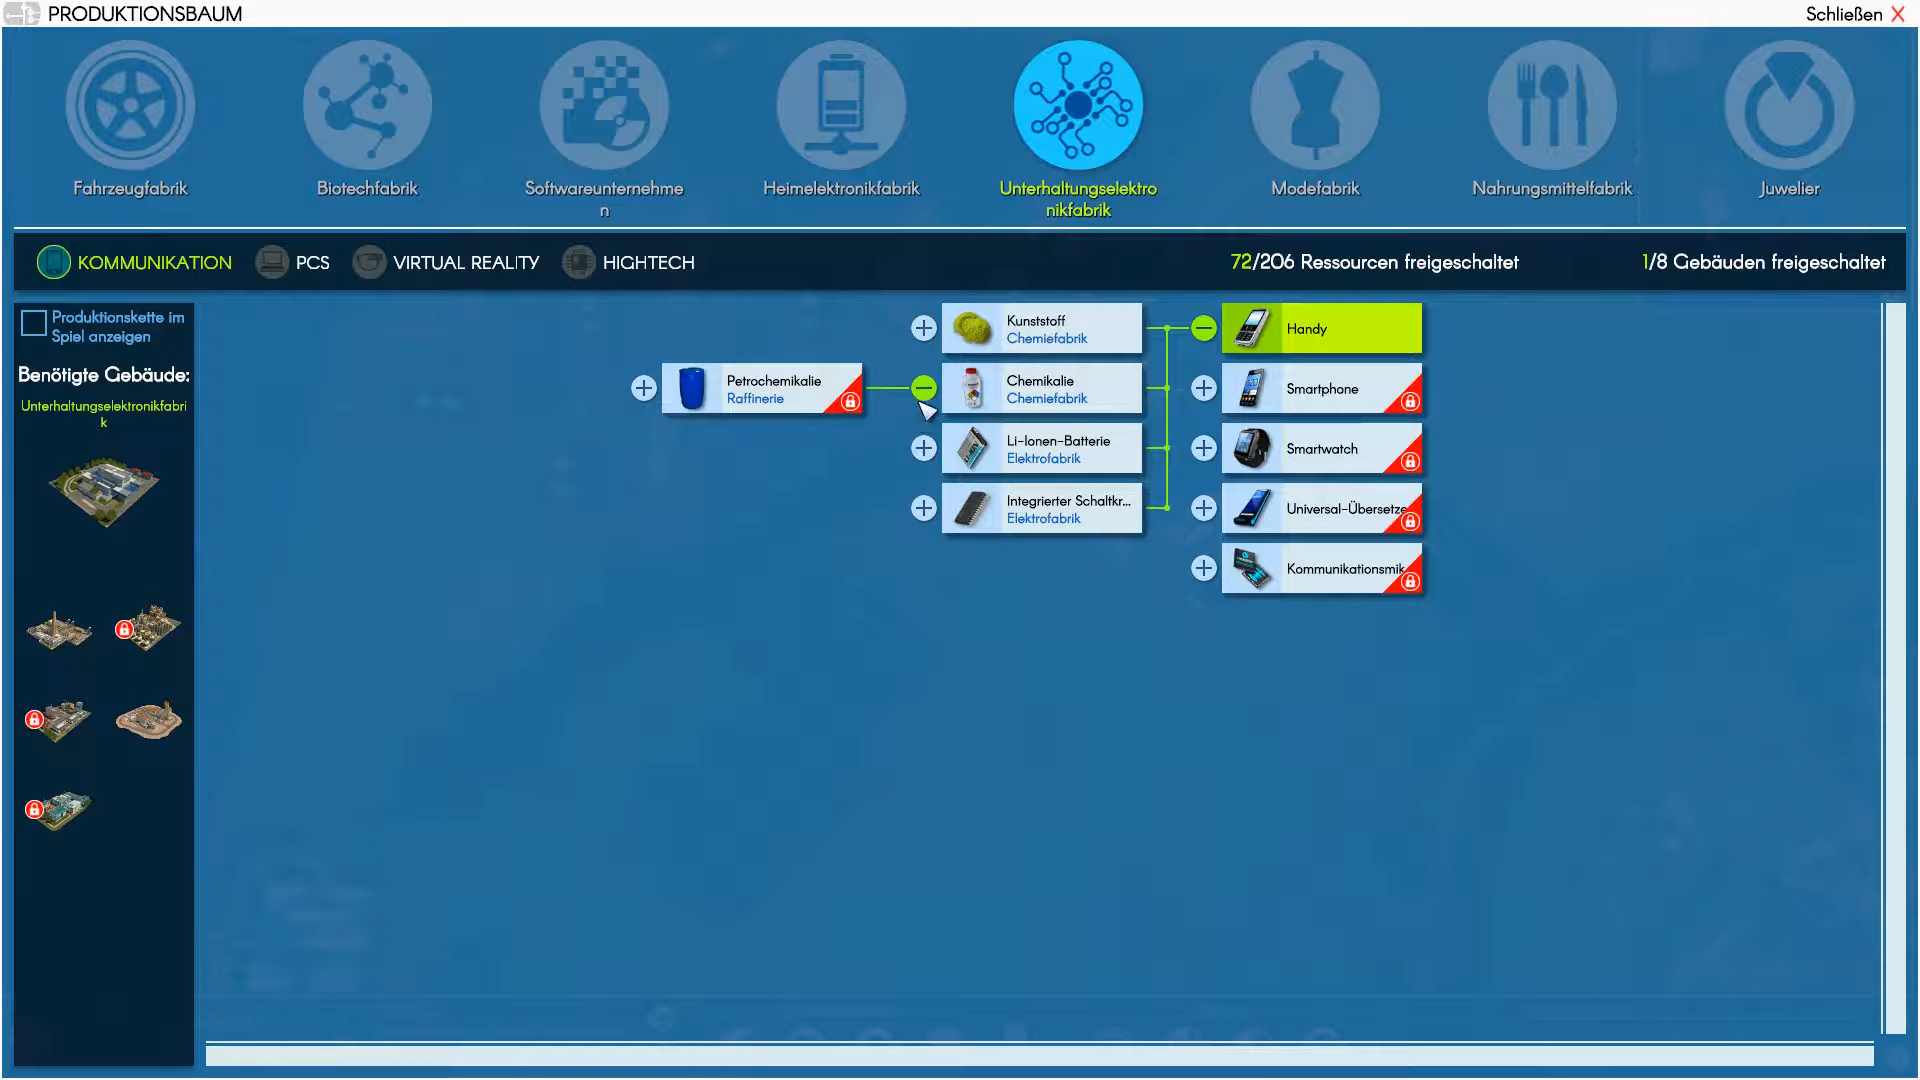 PRODUKTIONSBAUM
Schließen X
Fahrzeugfabrik
Biotechfabrik
Softwareunternehme
n
Heimelektronikfabrik
Unterhaltungselektro
nikfabrik
Modefabrik
Nahrungsmittelfabrik
Juwelier
KOMMUNIKATION
PCS
VIRTUAL REALITY
HIGHTECH
72/206 Ressourcen freigeschaltet
1/8 Gebäuden freigeschaltet
Produktionskette im
Spiel anzeigen
Benötigte Gebäude:
Unterhaltungselektronikfabri
k
Petrochemikalie
Raffinerie
Kunststoff
Chemiefabrik
Chemikalie
Chemiefabrik
Li-Ionen-Batterie
Elektrofabrik
Integrierter Schaltkr...
Elektrofabrik
Handy
Smartphone
Smartwatch
Universal-Übersetze
Kommunikationsmik